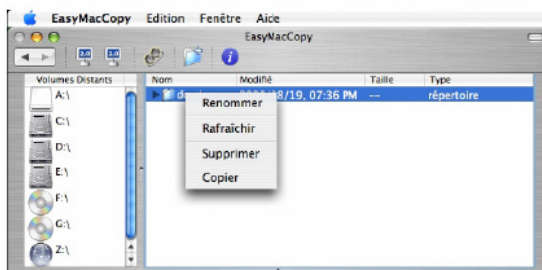 EasyMacCopy Edition Fenêtre Aide
EasyMacCopy
Volumes Distants Nom Modifié Taille Type
A:\ 18/19, 07:36 PM -- répertoire
C:\
D:\
E:\
F:\
G:\
Z:\
Renommer
Rafraîchir
Supprimer
Copier